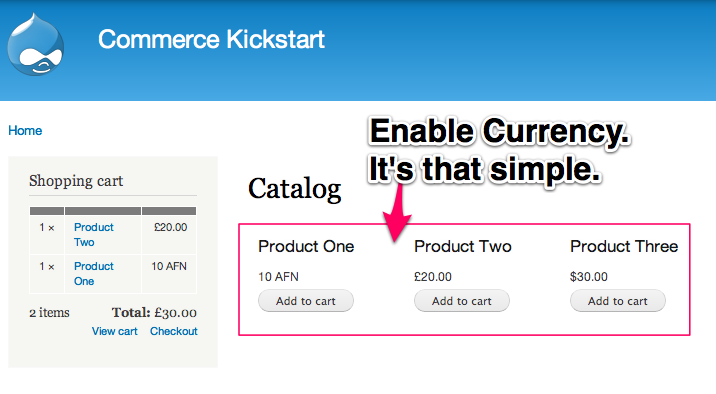 Commerce Kickstart
Home
Enable Currency.
It's that simple.
Shopping cart
1 × Product Two £20.00
1 × Product One 10 AFN
2 items Total: £30.00
View cart Checkout
Catalog
Product One Product Two Product Three
10 AFN £20.00 $30.00
Add to cart Add to cart Add to cart